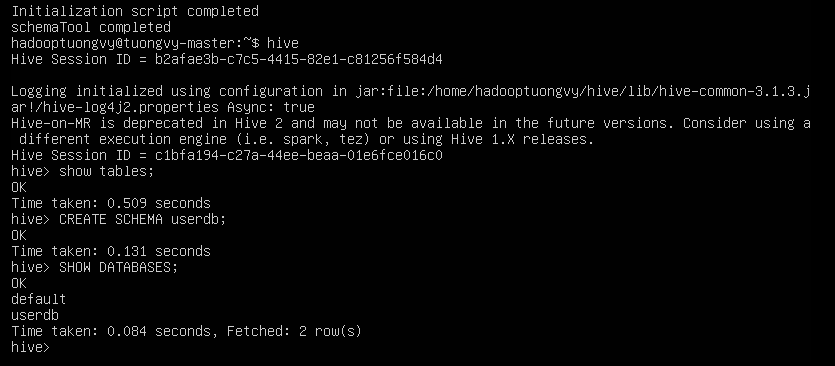 Initialization script completed
schemaTool completed
hadooptuongvy@tuongvy-master:~$ hive
Hive Session ID = b2afae3b-c7c5-4415-82e1-c81256f584d4

Logging initialized using configuration in jar:file:/home/hadooptuongvy/hive/lib/hive-common-3.1.3.j
ar!/hive-log4j2.properties Async: true
Hive-on-MR is deprecated in Hive 2 and may not be available in the future versions. Consider using a
 different execution engine (i.e. spark, tez) or using Hive 1.X releases.
Hive Session ID = c1bfa194-c27a-44ee-beaa-01e6fce016c0
hive> show tables;
OK
Time taken: 0.509 seconds
hive> CREATE SCHEMA userdb;
OK
Time taken: 0.131 seconds
hive> SHOW DATABASES;
OK
default
userdb
Time taken: 0.084 seconds, Fetched: 2 row(s)
hive>